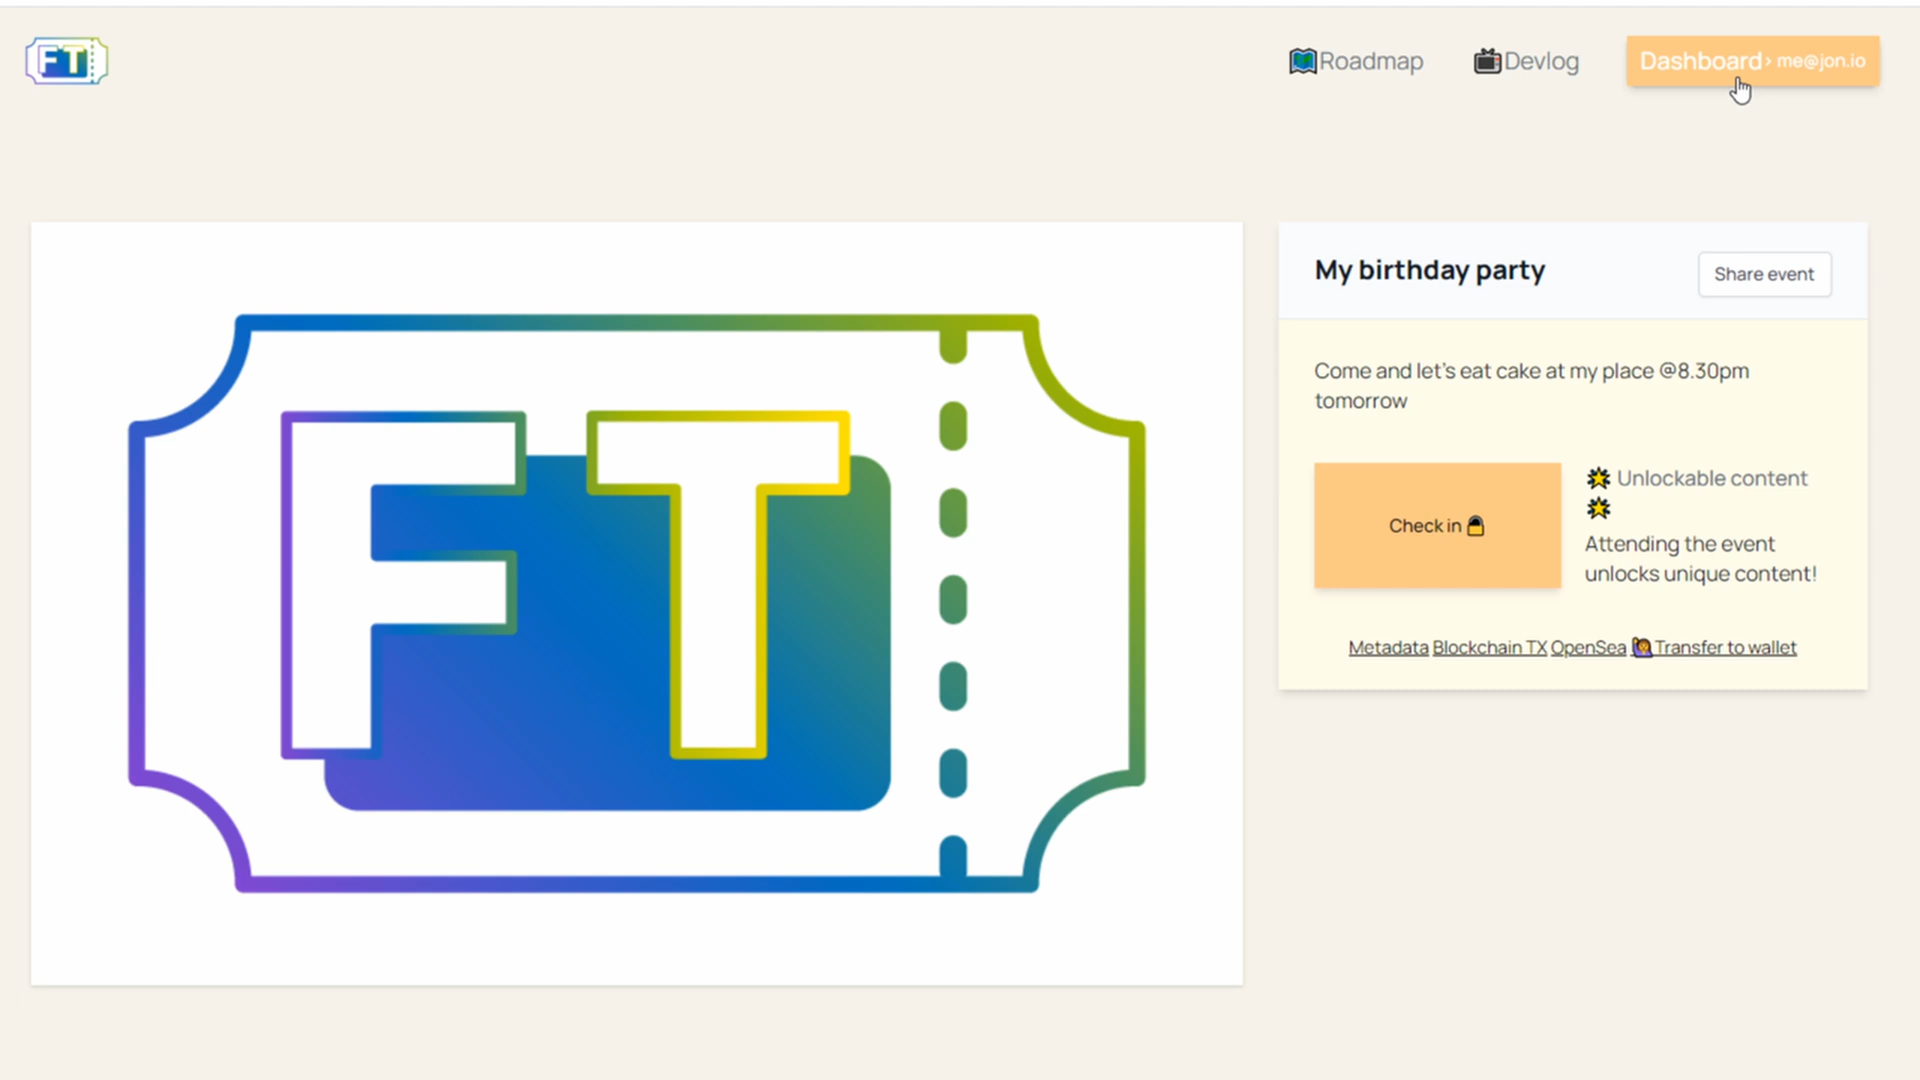 FT
Roadmap
Devlog
Dashboard› me@jon.io
FT
My birthday party
Share event
Come and let's eat cake at my place @8.30pm
tomorrow
Check in
Unlockable content
Attending the event
unlocks unique content!
Metadata Blockchain TX OpenSea Transfer to wallet